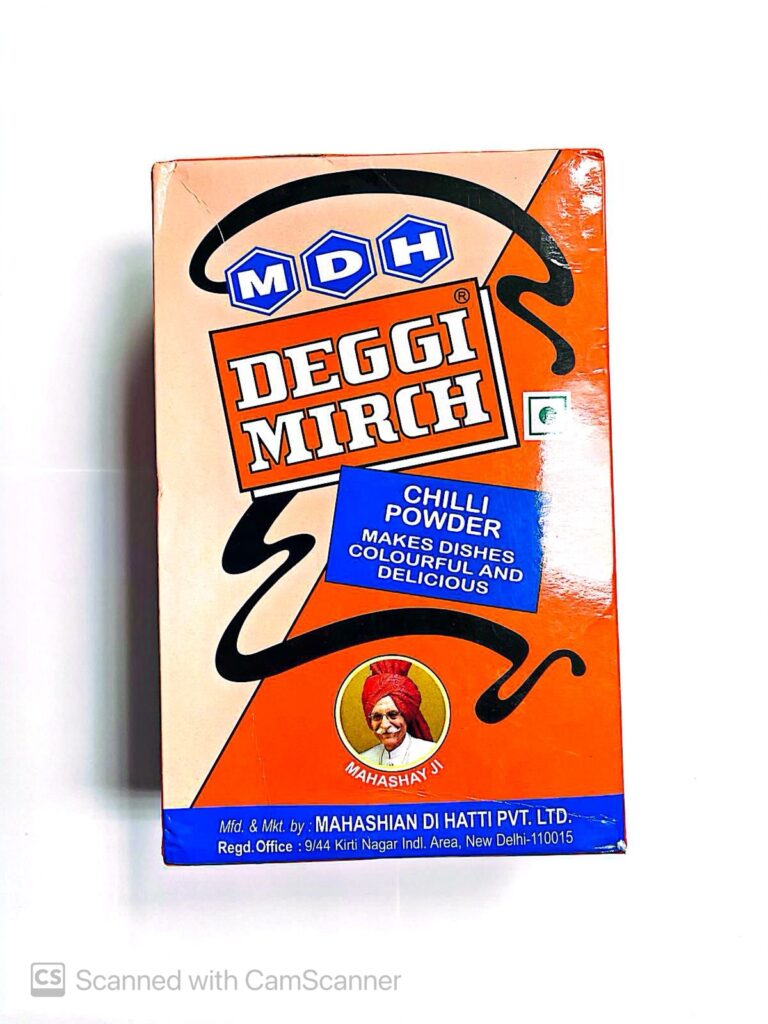 MDH
®
DEGGI
MIRCH
CHILLI
POWDER
MAKES DISHES
COLOURFUL AND
DELICIOUS
MAHASHAY JI
Mfd. & Mkt. by : MAHASHIAN DI HATTI PVT. LTD.
Regd. Office : 9/44 Kirti Nagar Indl. Area, New Delhi-110015
CS Scanned with CamScanner